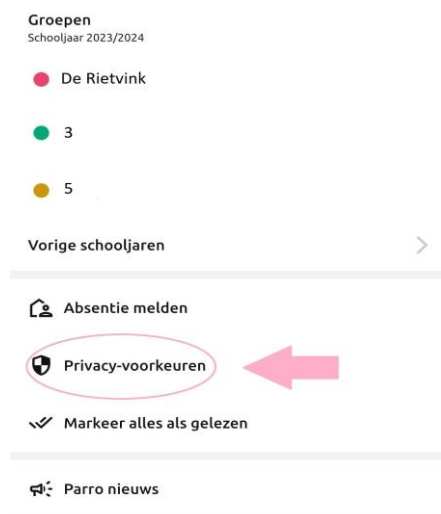 Groepen
Schooljaar 2023/2024
De Rietvink
3
5
Vorige schooljaren
Absentie melden
Privacy-voorkeuren
Markeer alles als gelezen
Parro nieuws